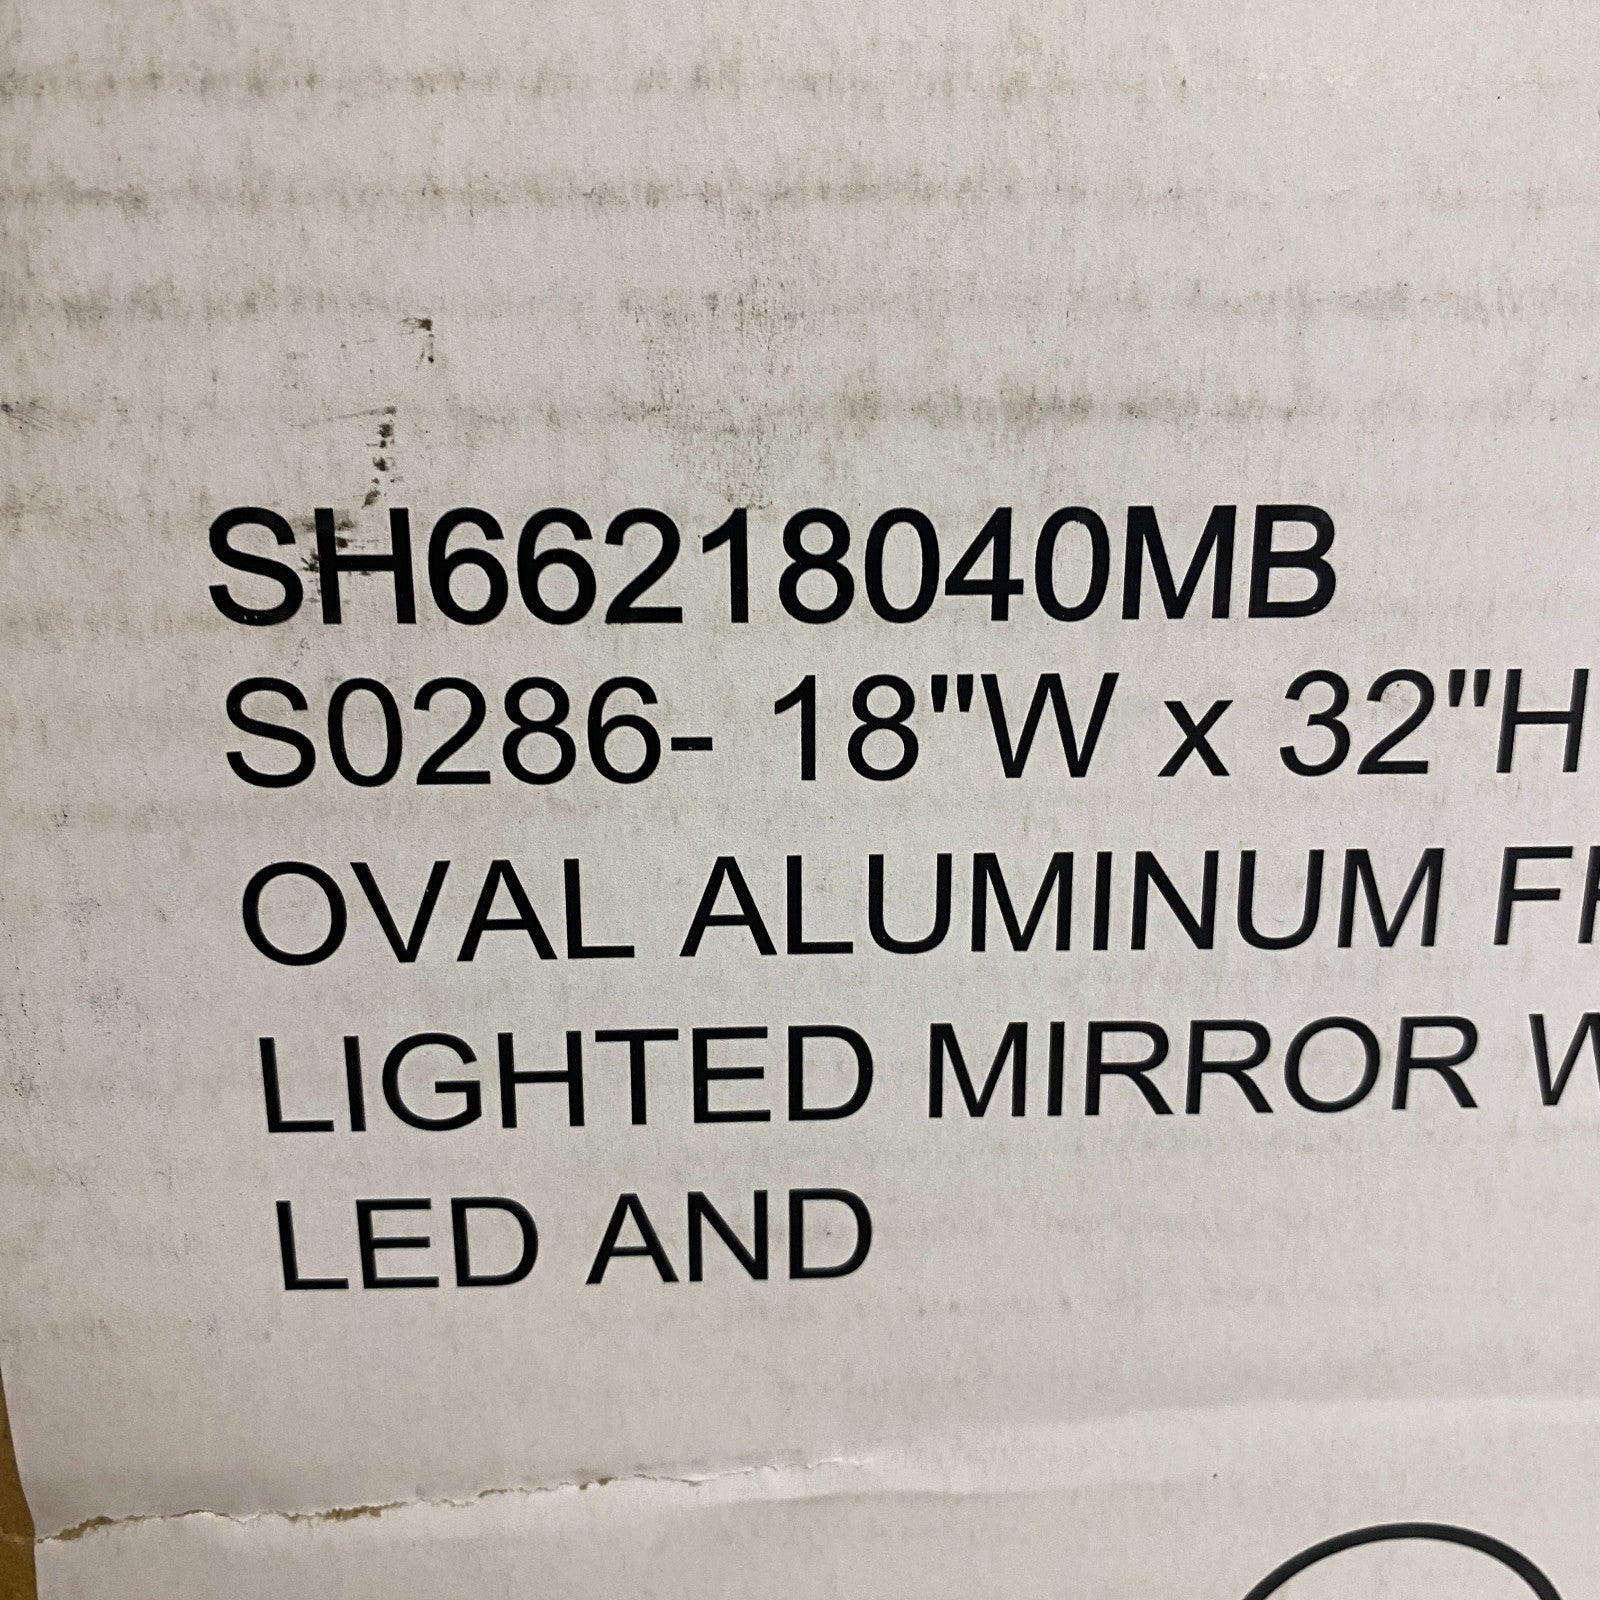 SH66218040MB
S0286- 18"W x 32"H
OVAL ALUMINUM
LIGHTED MIRROR
LED AND